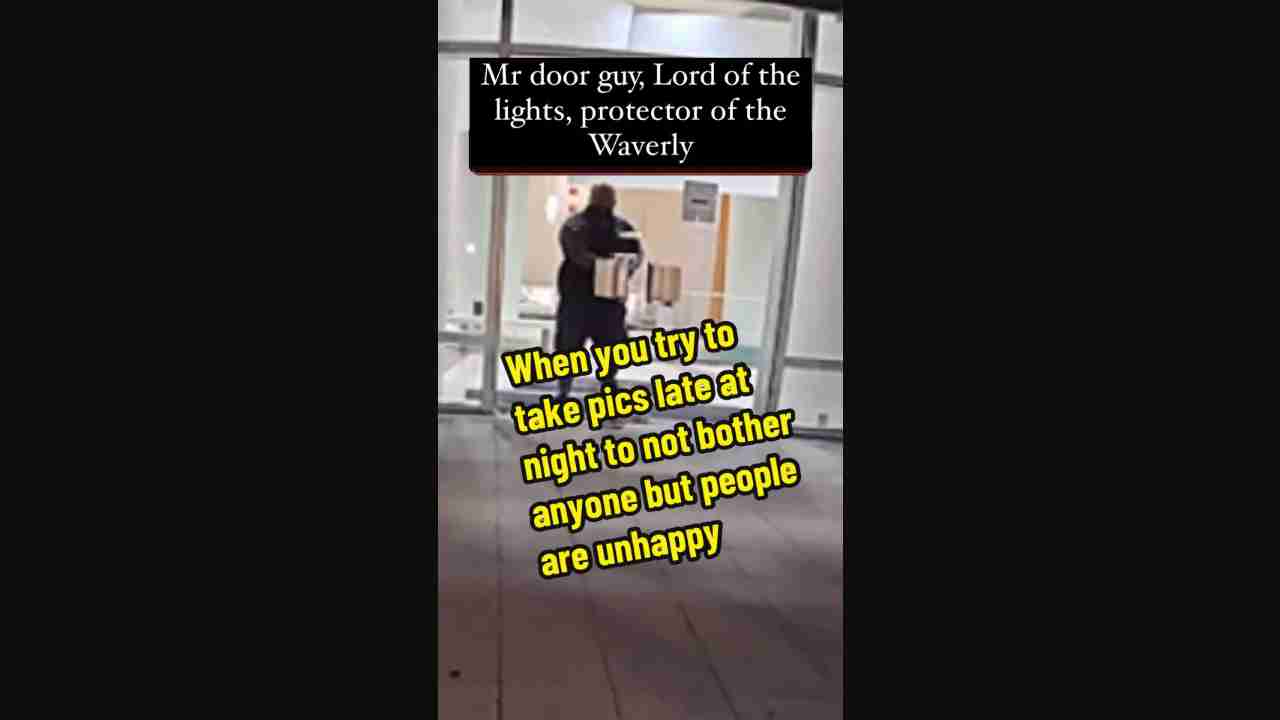 Mr door guy, Lord of the
lights, protector of the
Waverly
When you try to
take pics late at
night to not bother
anyone but people
are unhappy